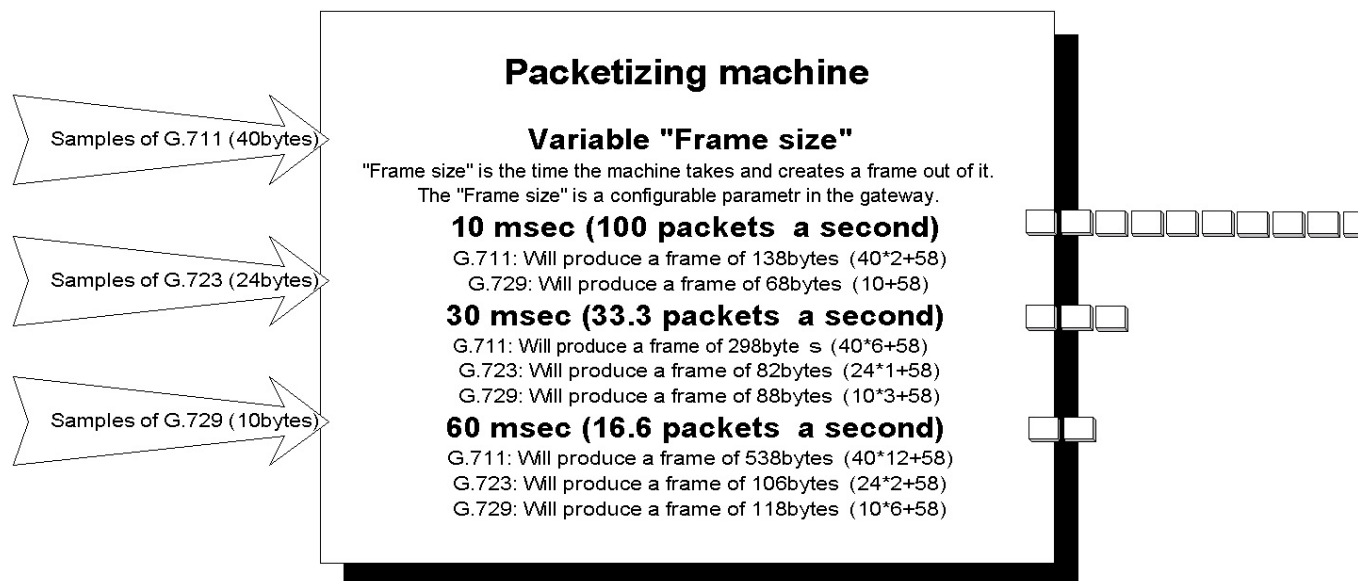 Packetizing machine
Samples of G.711 (40bytes)
Variable "Frame size"
"Frame size" is the time the machine takes and creates a frame out of it.
The "Frame size" is a configurable parametr in the gateway.
10 msec (100 packets a second)
G.711: Will produce a frame of 138bytes (40*2+58)
Samples of G.723 (24bytes)
G.729: Will produce a frame of 68bytes (10+58)
30 msec (33.3 packets a second)
G.711: Will produce a frame of 298byte s (40*6+58)
G.723: Will produce a frame of 82bytes (24*1+58)
G.729: Will produce a frame of 88bytes (10*3+58)
Samples of G.729 (10bytes)
60 msec (16.6 packets a second)
G.711: Will produce a frame of 538bytes (40*12+58)
G.723: Will produce a frame of 106bytes (24*2+58)
G.729: Will produce a frame of 118bytes (10*6+58)